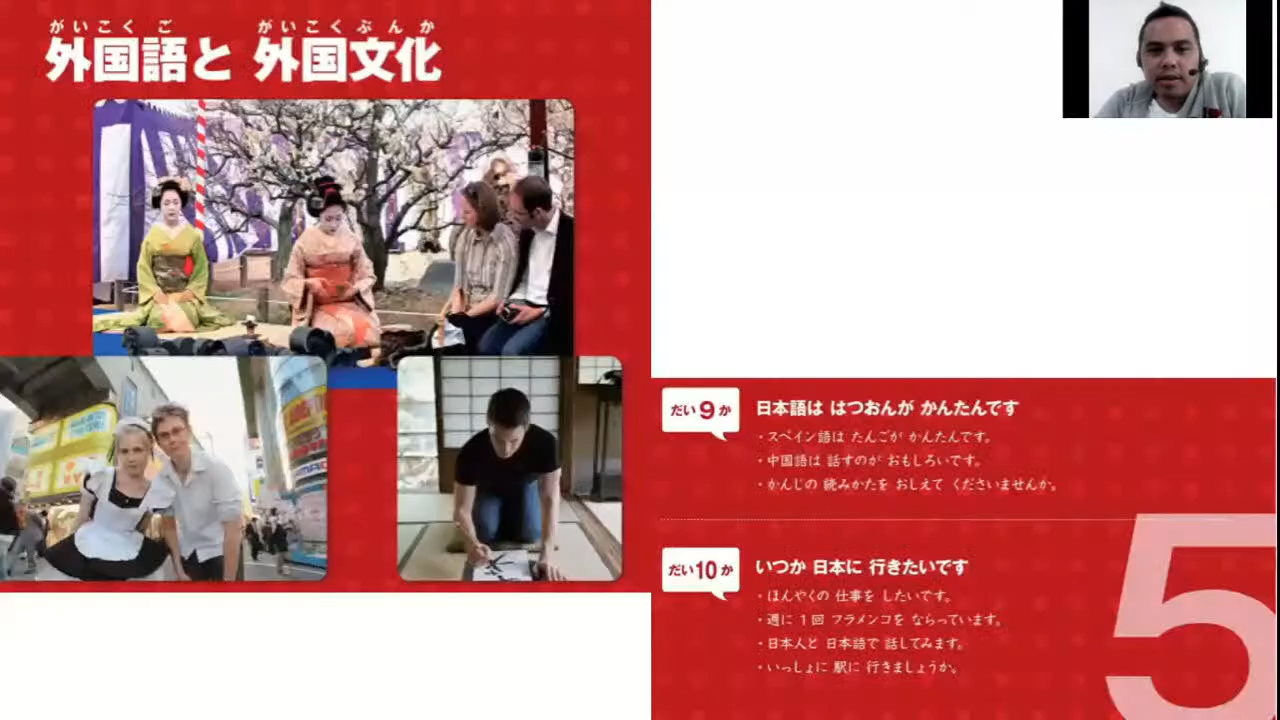 がいこくご がいこくぶんか
外国語と 外国文化
だい9か
日本語は はつおんが かんたんです
・スペイン語は たんごが かんたんです。
・中国語は 話すのが おもしろいです。
・かんじの 読みかたを おしえて くださいませんか。
だい10か
いつか 日本に 行きたいです
・ほんやくの 仕事を したいです。
・週に 1回 フラメンコを ならっています。
・日本人と 日本語で 話してみます。
・いっしょに 駅に 行きましょうか。
5